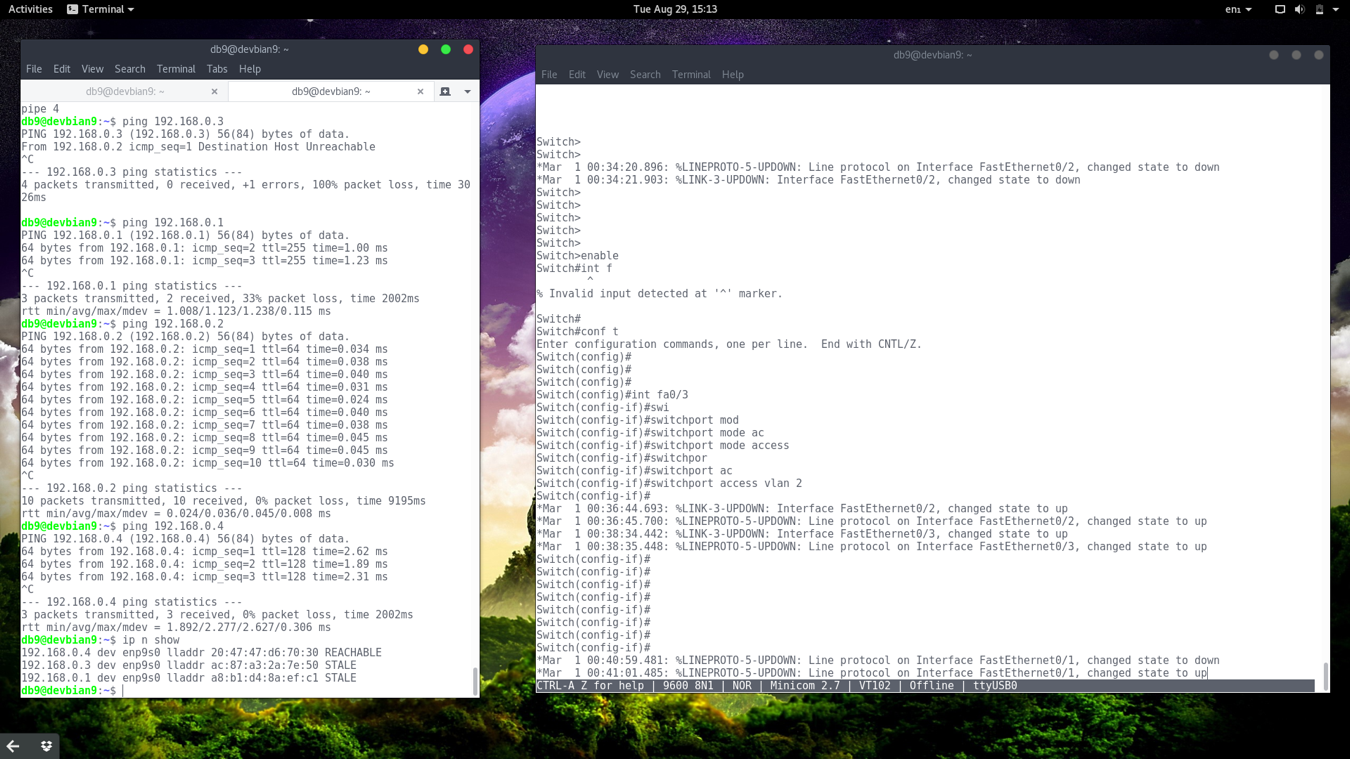 Activities
Terminal
Tue Aug 29, 15:13
en₁
db9@devbian9: ~
File Edit View Search Terminal Tabs Help
db9@devbian9: ~ × db9@devbian9: ~ ×
pipe 4
db9@devbian9:~$ ping 192.168.0.3
PING 192.168.0.3 (192.168.0.3) 56(84) bytes of data.
From 192.168.0.2 icmp_seq=1 Destination Host Unreachable
^C
--- 192.168.0.3 ping statistics ---
4 packets transmitted, 0 received, +1 errors, 100% packet loss, time 30
26ms
db9@devbian9:~$ ping 192.168.0.1
PING 192.168.0.1 (192.168.0.1) 56(84) bytes of data.
64 bytes from 192.168.0.1: icmp_seq=2 ttl=255 time=1.00 ms
64 bytes from 192.168.0.1: icmp_seq=3 ttl=255 time=1.23 ms
^C
--- 192.168.0.1 ping statistics ---
3 packets transmitted, 2 received, 33% packet loss, time 2002ms
rtt min/avg/max/mdev = 1.008/1.123/1.238/0.115 ms
db9@devbian9:~$ ping 192.168.0.2
PING 192.168.0.2 (192.168.0.2) 56(84) bytes of data.
64 bytes from 192.168.0.2: icmp_seq=1 ttl=64 time=0.034 ms
64 bytes from 192.168.0.2: icmp_seq=2 ttl=64 time=0.038 ms
64 bytes from 192.168.0.2: icmp_seq=3 ttl=64 time=0.040 ms
64 bytes from 192.168.0.2: icmp_seq=4 ttl=64 time=0.031 ms
64 bytes from 192.168.0.2: icmp_seq=5 ttl=64 time=0.024 ms
64 bytes from 192.168.0.2: icmp_seq=6 ttl=64 time=0.040 ms
64 bytes from 192.168.0.2: icmp_seq=7 ttl=64 time=0.038 ms
64 bytes from 192.168.0.2: icmp_seq=8 ttl=64 time=0.045 ms
64 bytes from 192.168.0.2: icmp_seq=9 ttl=64 time=0.045 ms
64 bytes from 192.168.0.2: icmp_seq=10 ttl=64 time=0.030 ms
^C
--- 192.168.0.2 ping statistics ---
10 packets transmitted, 10 received, 0% packet loss, time 9195ms
rtt min/avg/max/mdev = 0.024/0.036/0.045/0.008 ms
db9@devbian9:~$ ping 192.168.0.4
PING 192.168.0.4 (192.168.0.4) 56(84) bytes of data.
64 bytes from 192.168.0.4: icmp_seq=1 ttl=128 time=2.62 ms
64 bytes from 192.168.0.4: icmp_seq=2 ttl=128 time=1.89 ms
64 bytes from 192.168.0.4: icmp_seq=3 ttl=128 time=2.31 ms
^C
--- 192.168.0.4 ping statistics ---
3 packets transmitted, 3 received, 0% packet loss, time 2002ms
rtt min/avg/max/mdev = 1.892/2.277/2.627/0.306 ms
db9@devbian9:~$ ip n show
192.168.0.4 dev enp9s0 lladdr 20:47:47:d6:70:30 REACHABLE
192.168.0.3 dev enp9s0 lladdr ac:87:a3:2a:7e:50 STALE
192.168.0.1 dev enp9s0 lladdr a8:b1:d4:8a:ef:c1 STALE
db9@devbian9:~$
db9@devbian9: ~
File Edit View Search Terminal Help
Switch>
Switch>
*Mar  1 00:34:20.896: %LINEPROTO-5-UPDOWN: Line protocol on Interface FastEthernet0/2, changed state to down
*Mar  1 00:34:21.903: %LINK-3-UPDOWN: Interface FastEthernet0/2, changed state to down
Switch>
Switch>
Switch>
Switch>
Switch>
Switch>enable
Switch#int f
^
% Invalid input detected at '^' marker.
Switch#
Switch#conf t
Enter configuration commands, one per line.  End with CNTL/Z.
Switch(config)#
Switch(config)#
Switch(config)#
Switch(config)#int fa0/3
Switch(config-if)#swi
Switch(config-if)#switchport mod
Switch(config-if)#switchport mode ac
Switch(config-if)#switchport mode access
Switch(config-if)#switchpor
Switch(config-if)#switchport ac
Switch(config-if)#switchport access vlan 2
Switch(config-if)#
*Mar  1 00:36:44.693: %LINK-3-UPDOWN: Interface FastEthernet0/2, changed state to up
*Mar  1 00:36:45.700: %LINEPROTO-5-UPDOWN: Line protocol on Interface FastEthernet0/2, changed state to up
*Mar  1 00:38:34.442: %LINK-3-UPDOWN: Interface FastEthernet0/3, changed state to up
*Mar  1 00:38:35.448: %LINEPROTO-5-UPDOWN: Line protocol on Interface FastEthernet0/3, changed state to up
Switch(config-if)#
Switch(config-if)#
Switch(config-if)#
Switch(config-if)#
Switch(config-if)#
Switch(config-if)#
Switch(config-if)#
Switch(config-if)#
*Mar  1 00:40:59.481: %LINEPROTO-5-UPDOWN: Line protocol on Interface FastEthernet0/1, changed state to down
*Mar  1 00:41:01.485: %LINEPROTO-5-UPDOWN: Line protocol on Interface FastEthernet0/1, changed state to up
CTRL-A Z for help | 9600 8N1 | NOR | Minicom 2.7 | VT102 | Offline | ttyUSB0